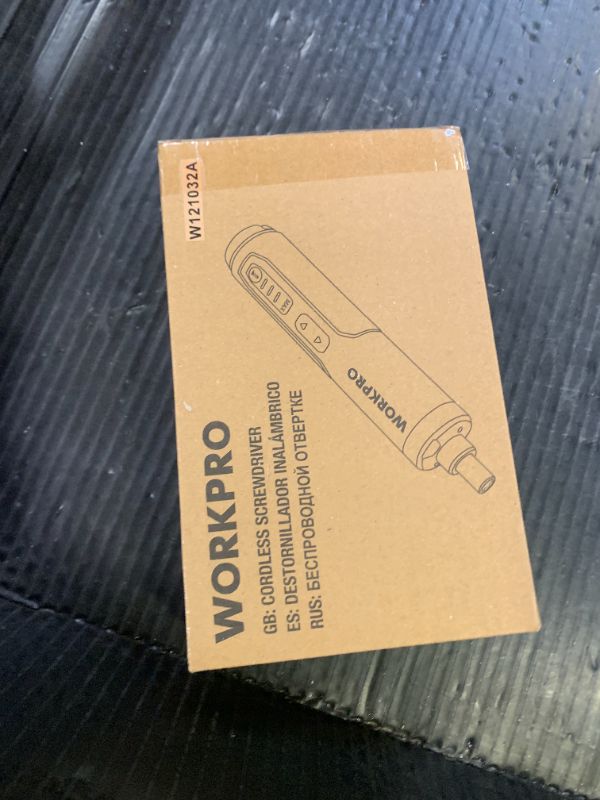 W121032A
WORKPRO
WORKPRO
GB: CORDLESS SCREWDRIVER
ES: DESTORNILLADOR INALÁMBRICO
RUS: БЕСПРОВОДНОЙ ОТВЕРТКЕ